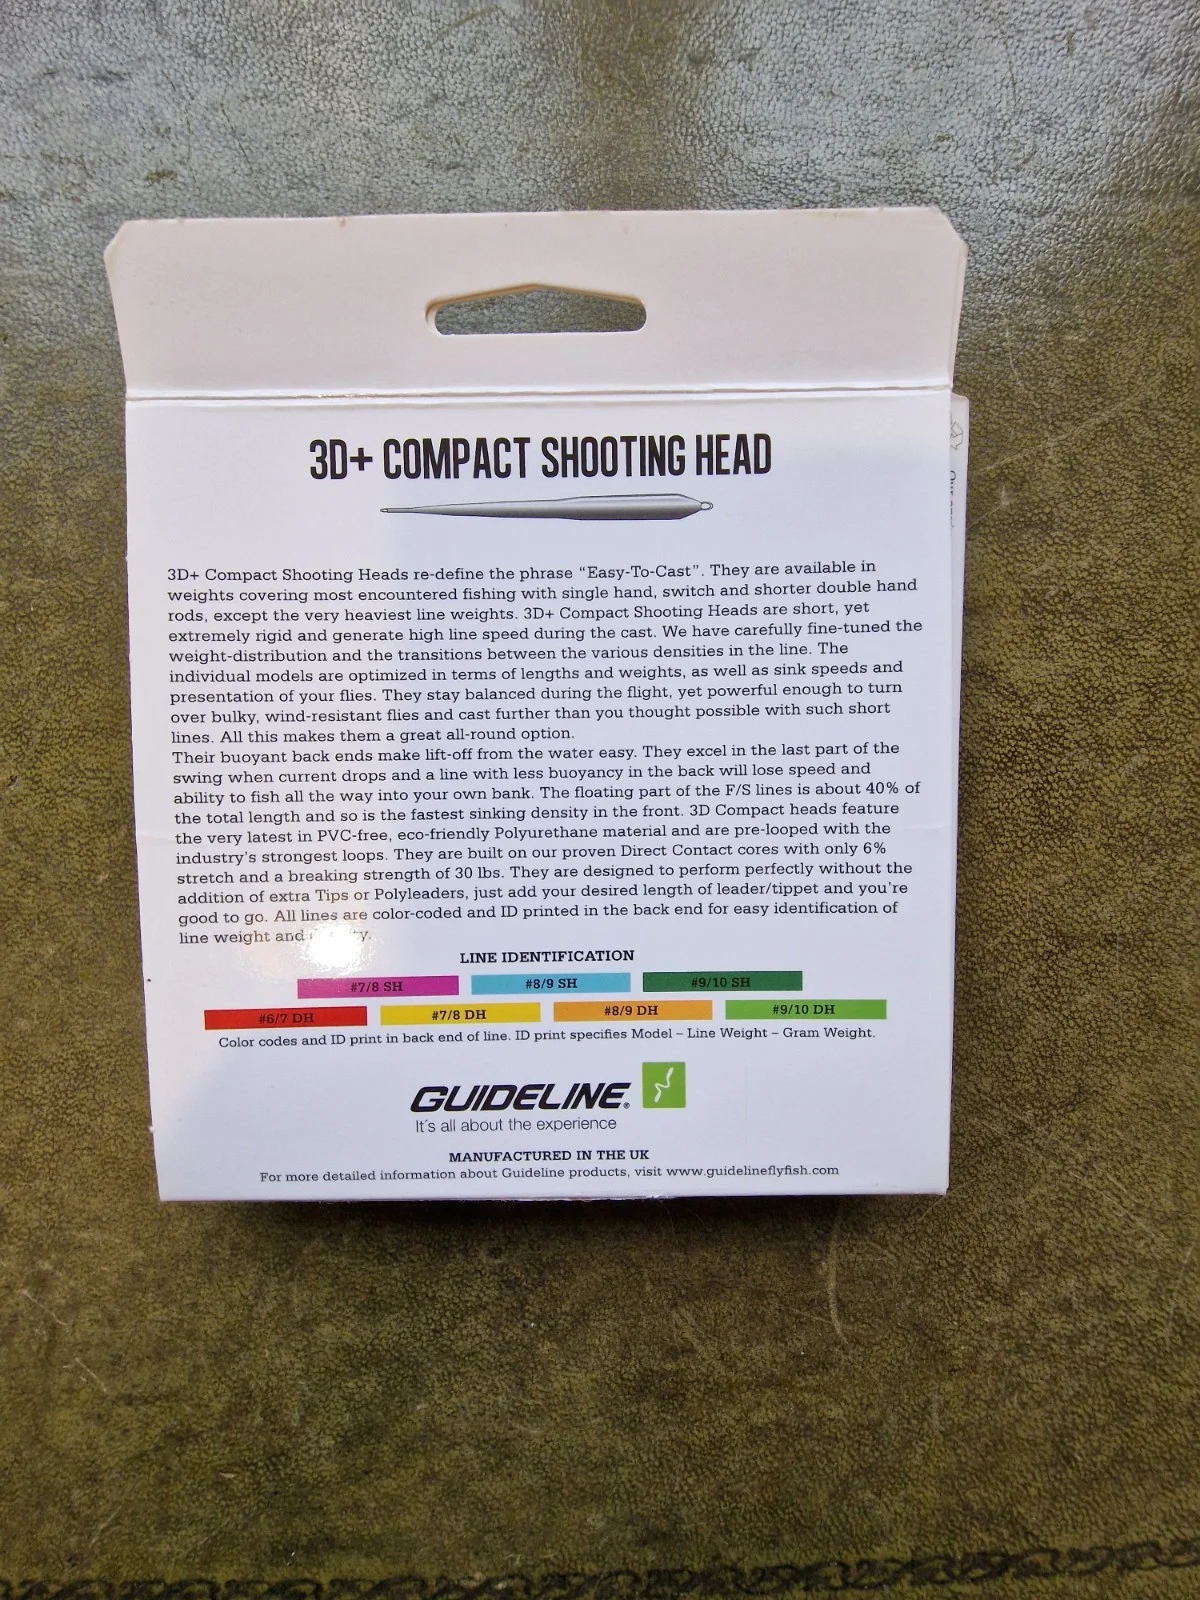 3D+ COMPACT SHOOTING HEAD
3D+ Compact Shooting Heads re-define the phrase “Easy-To-Cast”. They are available in
weights covering most encountered fishing with single hand, switch and shorter double hand
rods, except the very heaviest line weights. 3D+ Compact Shooting Heads are short, yet
extremely rigid and generate high line speed during the cast. We have carefully fine-tuned the
weight-distribution and the transitions between the various densities in the line. The
individual models are optimized in terms of lengths and weights, as well as sink speeds and
presentation of your flies. They stay balanced during the flight, yet powerful enough to turn
over bulky, wind-resistant flies and cast further than you thought possible with such short
lines. All this makes them a great all-round option.
Their buoyant back ends make lift-off from the water easy. They excel in the last part of the
swing when current drops and a line with less buoyancy in the back will lose speed and
ability to fish all the way into your own bank. The floating part of the F/S lines is about 40% of
the total length and so is the fastest sinking density in the front. 3D Compact heads feature
the very latest in PVC-free, eco-friendly Polyurethane material and are pre-looped with the
industry's strongest loops. They are built on our proven Direct Contact cores with only 6%
stretch and a breaking strength of 30 lbs. They are designed to perform perfectly without the
addition of extra Tips or Polyleaders, just add your desired length of leader/tippet and you're
good to go. All lines are color-coded and ID printed in the back end for easy identification of
line weight and
LINE IDENTIFICATION
#7/8 SH #8/9 SH #9/10 SH
#6/7 DH #7/8 DH #8/9 DH #9/10 DH
Color codes and ID print in back end of line. ID print specifies Model – Line Weight – Gram Weight.
GUIDELINE®
It´s all about the experience
MANUFACTURED IN THE UK
For more detailed information about Guideline products, visit www.guidelineflyfish.com